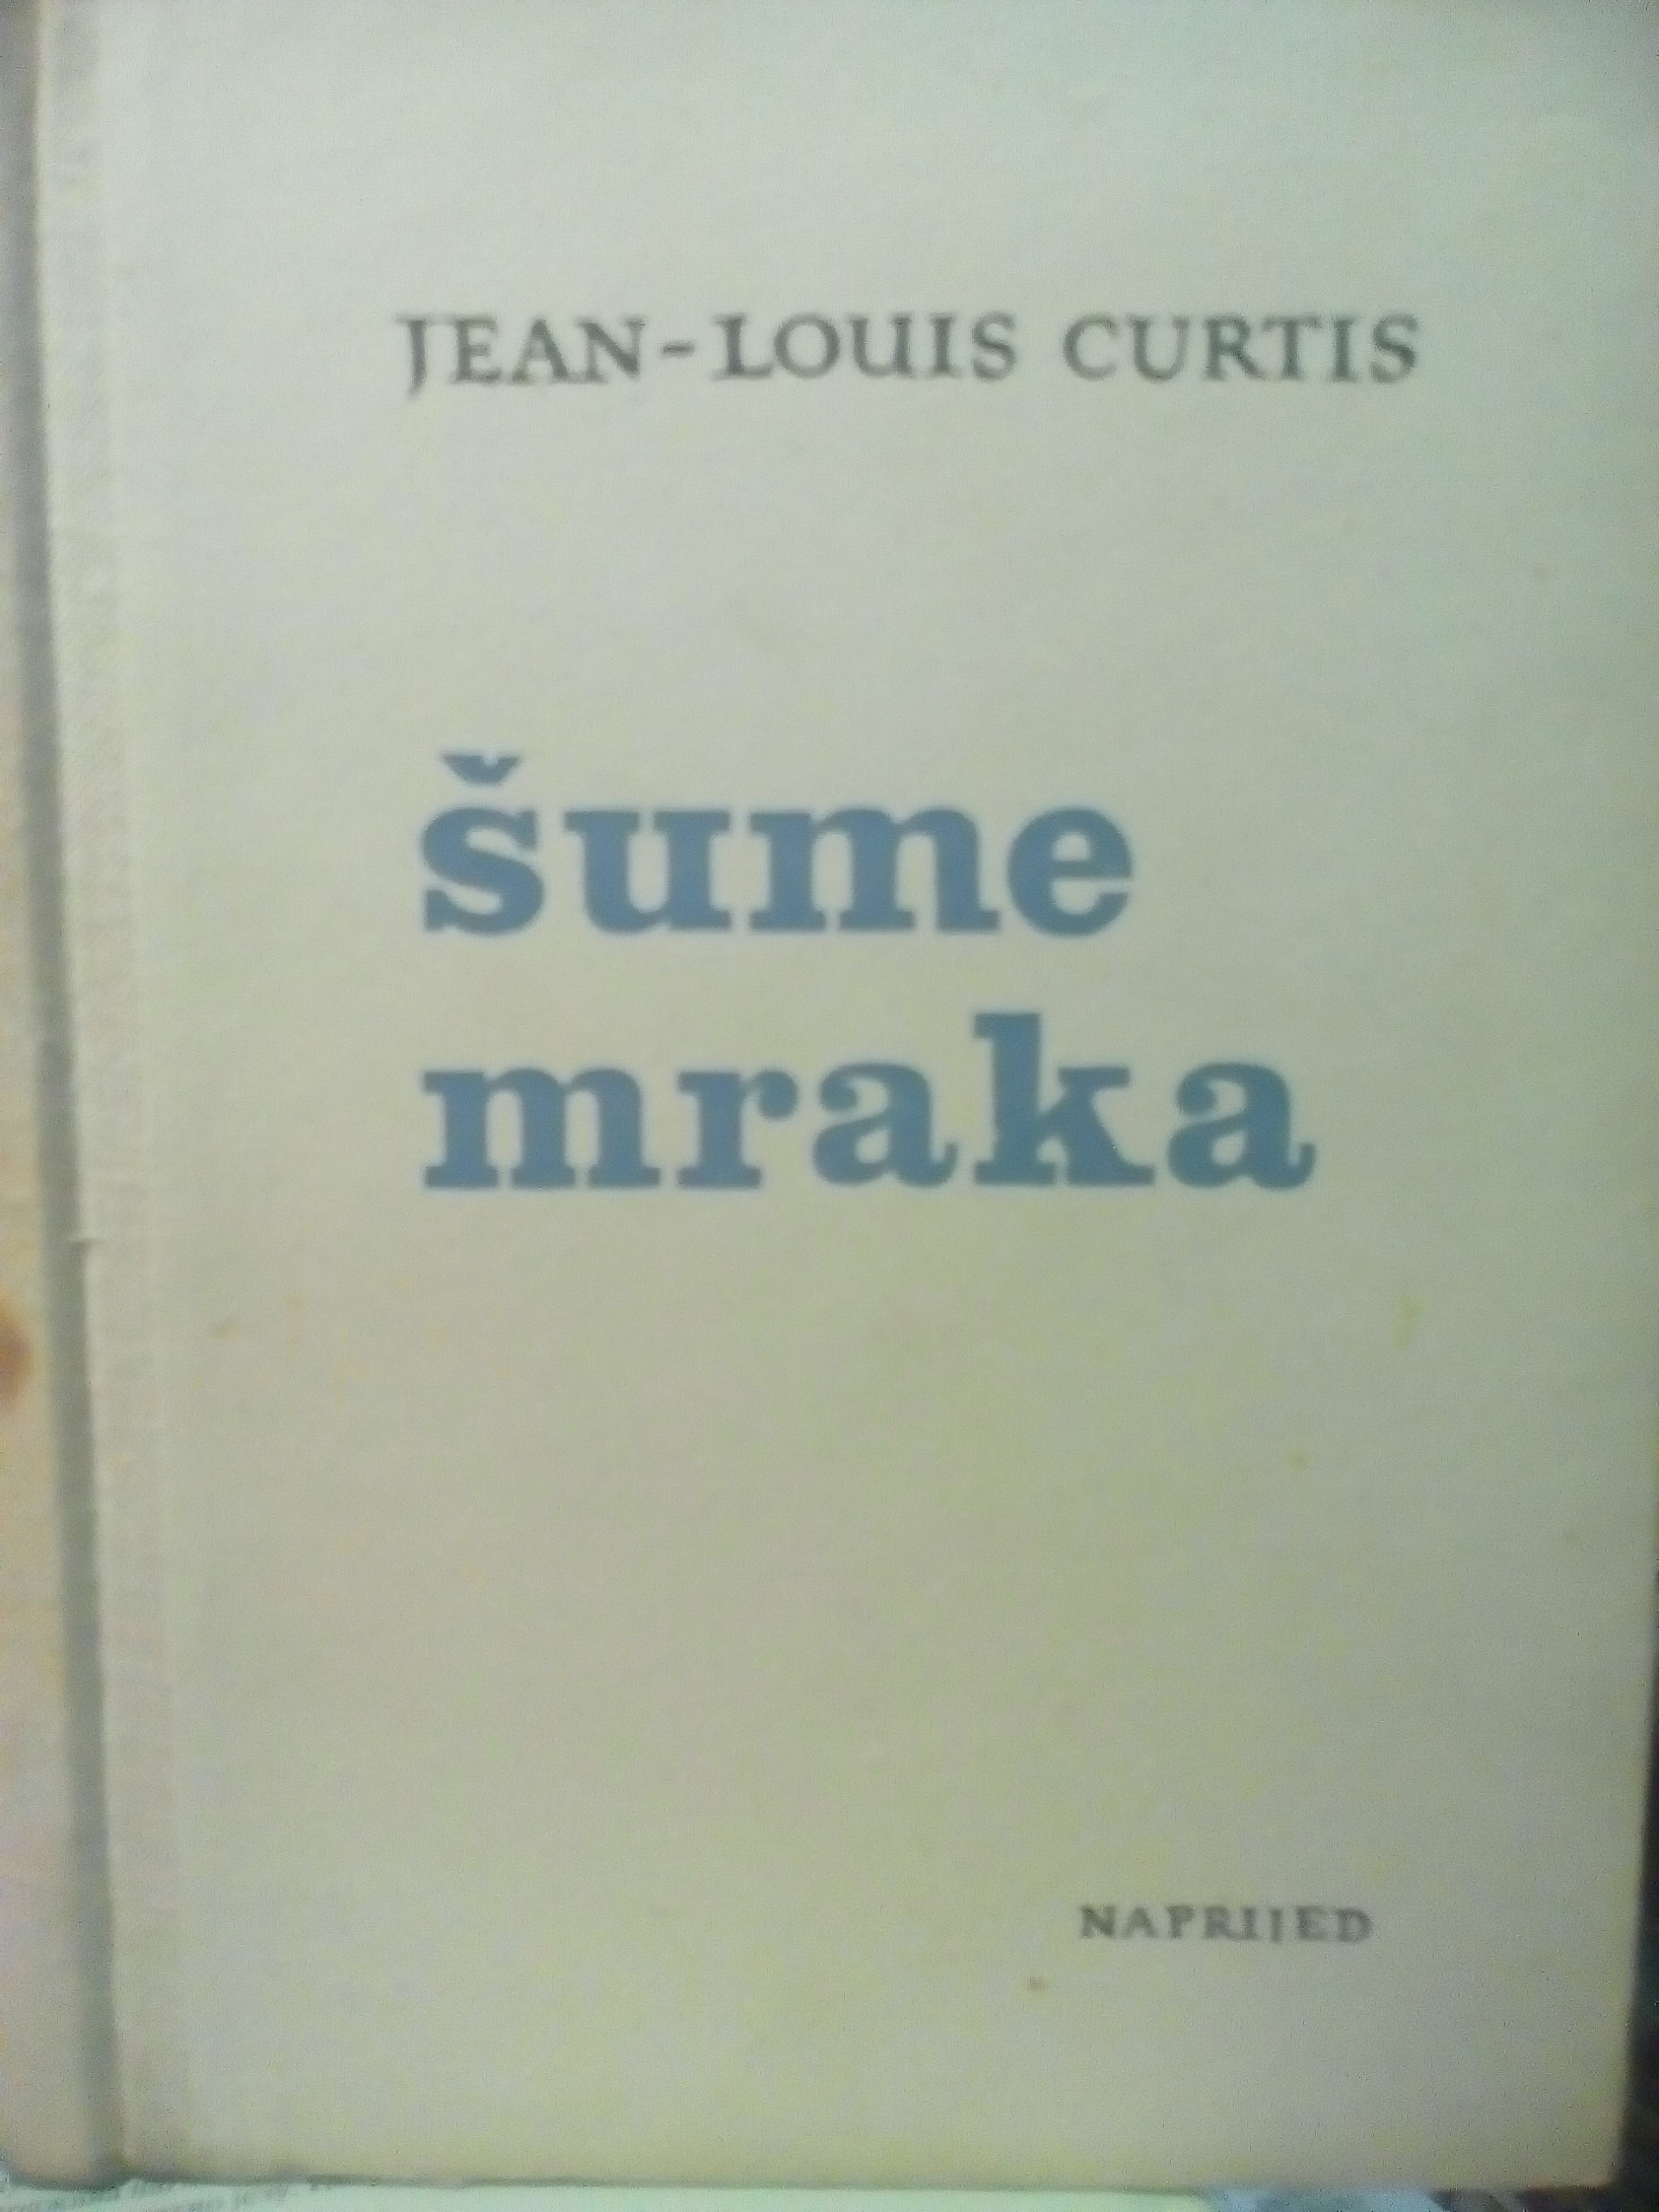 JEAN-LOUIS CURTIS
šume
mraka
NAPRIJED